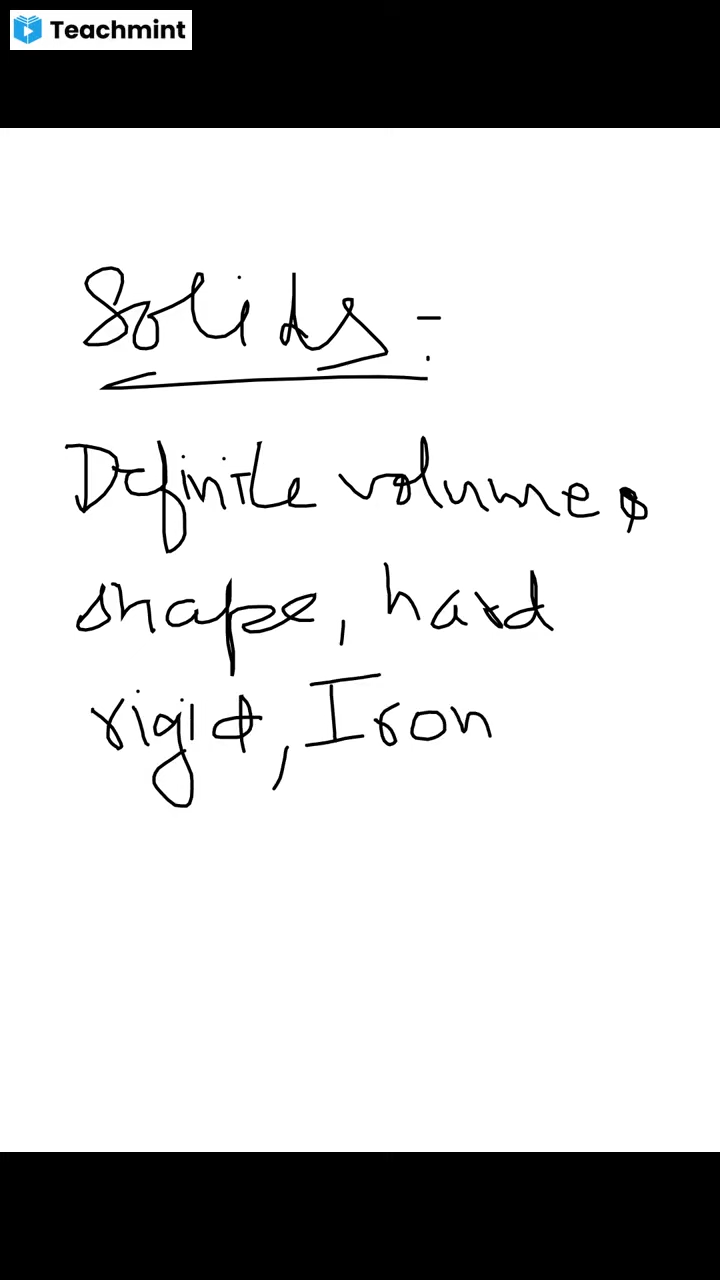 Teachmint
Solids :-
Definite volume &
shape, hard
rigid, Iron